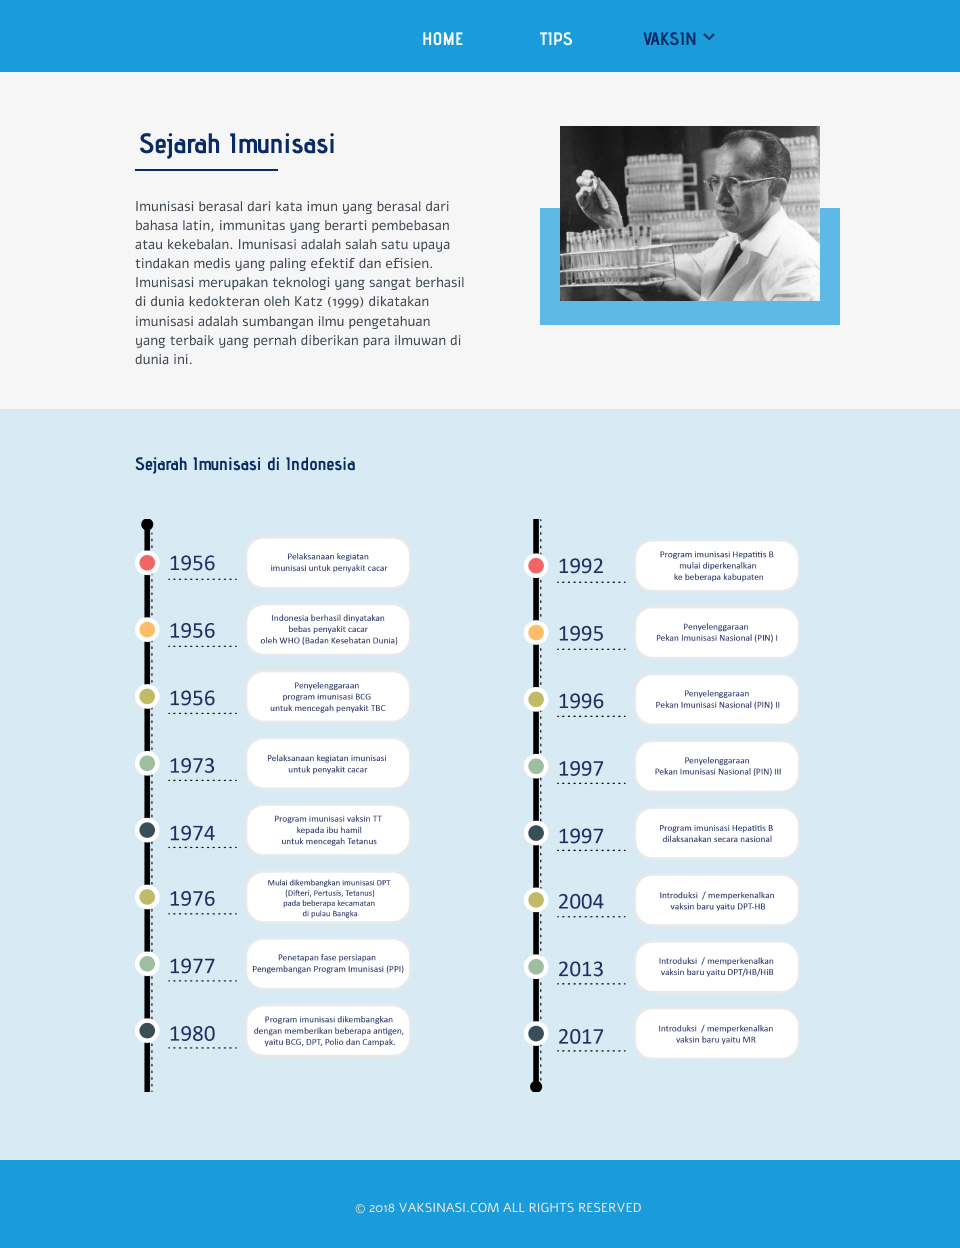 HOME TIPS VAKSIN
Sejarah Imunisasi
Imunisasi berasal dari kata imun yang berasal dari
bahasa latin, immunitas yang berarti pembebasan
atau kekebalan. Imunisasi adalah salah satu upaya
tindakan medis yang paling efektif dan efisien.
Imunisasi merupakan teknologi yang sangat berhasil
di dunia kedokteran oleh Katz (1999) dikatakan
imunisasi adalah sumbangan ilmu pengetahuan
yang terbaik yang pernah diberikan para ilmuwan di
dunia ini.
Sejarah Imunisasi di Indonesia
1956
Pelaksanaan kegiatan
imunisasi untuk penyakit cacar
1956
Indonesia berhasil dinyatakan
bebas penyakit cacar
oleh WHO (Badan Kesehatan Dunia)
1956
Penyelenggaraan
program imunisasi BCG
untuk mencegah penyakit TBC
1973
Pelaksanaan kegiatan imunisasi
untuk penyakit cacar
1974
Program imunisasi vaksin TT
kepada ibu hamil
untuk mencegah Tetanus
1976
Mulai dikembangkan imunisasi DPT
(Difteri, Pertusis, Tetanus)
pada beberapa kecamatan
di pulau Bangka
1977
Penetapan fase persiapan
Pengembangan Program Imunisasi (PPI)
1980
Program imunisasi dikembangkan
dengan memberikan beberapa antigen,
yaitu BCG, DPT, Polio dan Campak.
1992
Program imunisasi Hepatitis B
mulai diperkenalkan
ke beberapa kabupaten
1995
Penyelenggaraan
Pekan Imunisasi Nasional (PIN) I
1996
Penyelenggaraan
Pekan Imunisasi Nasional (PIN) II
1997
Penyelenggaraan
Pekan Imunisasi Nasional (PIN) III
1997
Program imunisasi Hepatitis B
dilaksanakan secara nasional
2004
Introduksi / memperkenalkan
vaksin baru yaitu DPT-HB
2013
Introduksi / memperkenalkan
vaksin baru yaitu DPT/HB/HiB
2017
Introduksi / memperkenalkan
vaksin baru yaitu MR
© 2018 VAKSINASI.COM ALL RIGHTS RESERVED